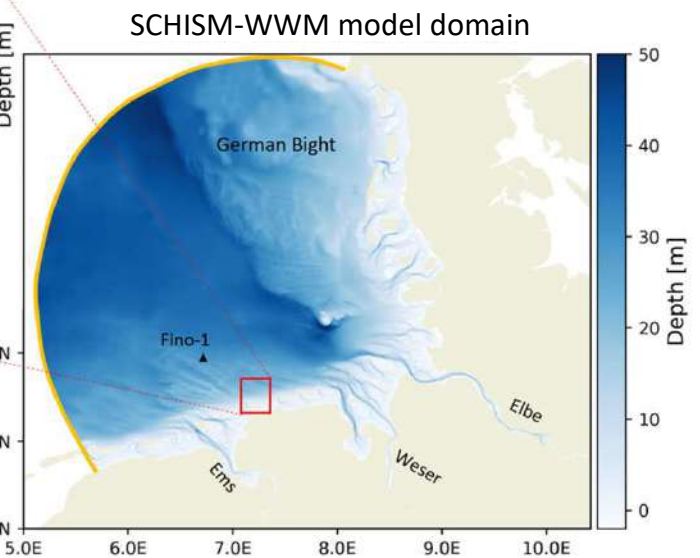 SCHISM-WWM model domain
Depth [m]
German Bight
Fino-1
Elbe
Weser
Ems
N
N
N
5.0E 6.0E 7.0E 8.0E 9.0E 10.0E
50
40
30
20
10
0
Depth [m]